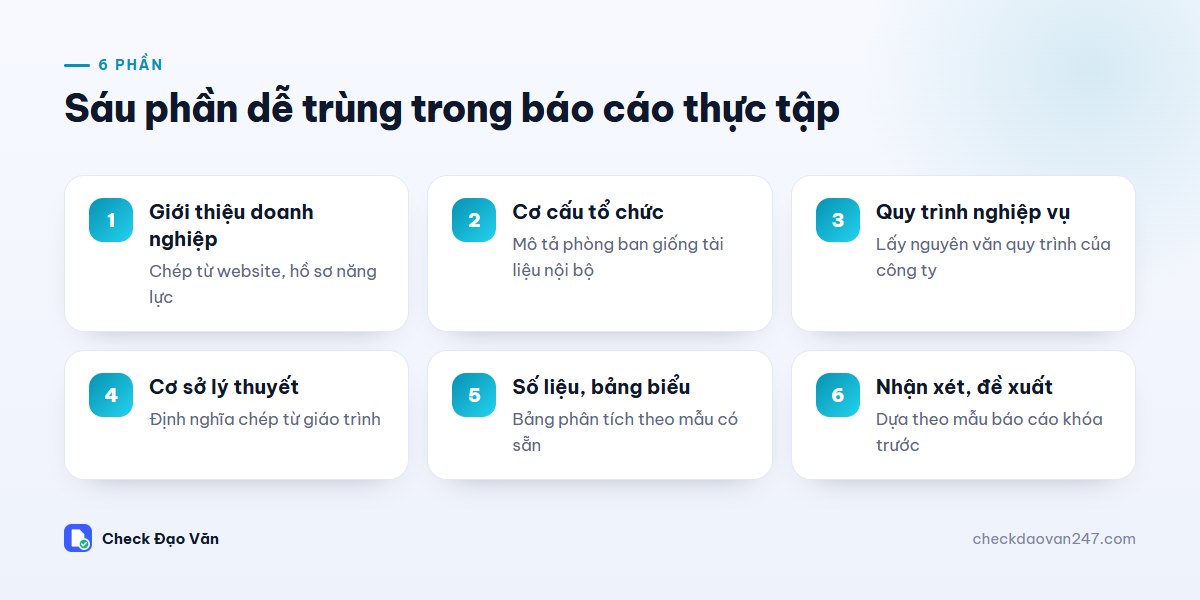 6 PHẦN
Sáu phần dễ trùng trong báo cáo thực tập
1
Giới thiệu doanh
nghiệp
Chép từ website, hồ sơ năng
lực
2
Cơ cấu tổ chức
Mô tả phòng ban giống tài
liệu nội bộ
3
Quy trình nghiệp vụ
Lấy nguyên văn quy trình của
công ty
4
Cơ sở lý thuyết
Định nghĩa chép từ giáo trình
5
Số liệu, bảng biểu
Bảng phân tích theo mẫu có
sẵn
6
Nhận xét, đề xuất
Dựa theo mẫu báo cáo khóa
trước
Check Đạo Văn
checkdaovan247.com